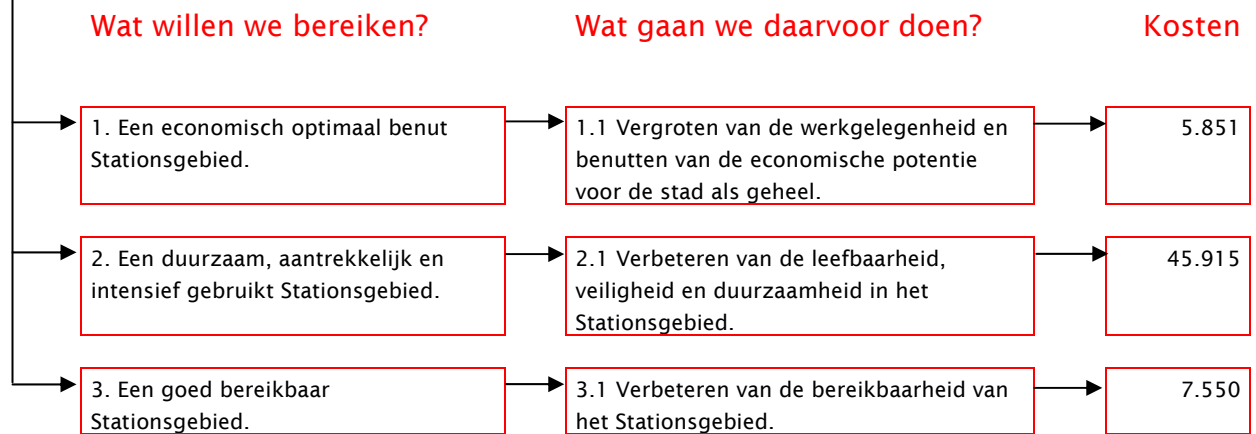 Wat willen we bereiken? Wat gaan we daarvoor doen? Kosten
1. Een economisch optimaal benut
Stationsgebied.
1.1 Vergroten van de werkgelegenheid en
benutten van de economische potentie
voor de stad als geheel.
5.851
2. Een duurzaam, aantrekkelijk en
intensief gebruikt Stationsgebied.
2.1 Verbeteren van de leefbaarheid,
veiligheid en duurzaamheid in het
Stationsgebied.
45.915
3. Een goed bereikbaar
Stationsgebied.
3.1 Verbeteren van de bereikbaarheid van
het Stationsgebied.
7.550